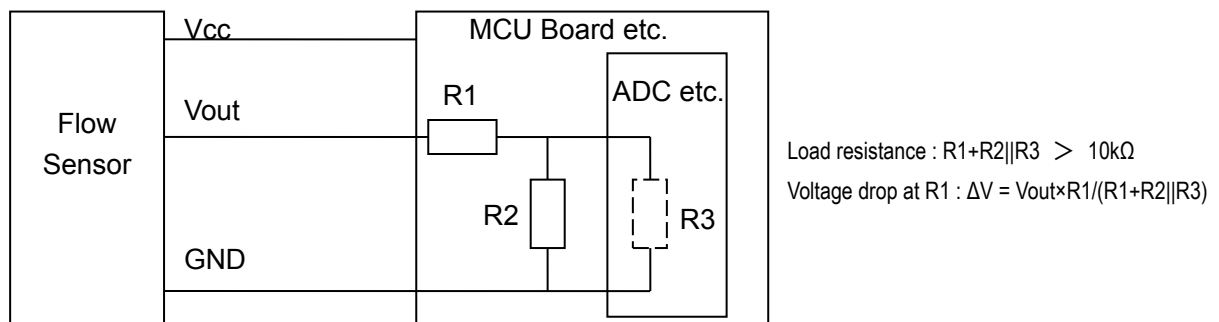 Vcc
MCU Board etc.
ADC etc.
R1
Vout
Flow
Sensor
Load resistance : R1+R2||R3 ＞ 10kΩ
Voltage drop at R1 : ΔV = Vout×R1/(R1+R2||R3)
R2
R3
GND